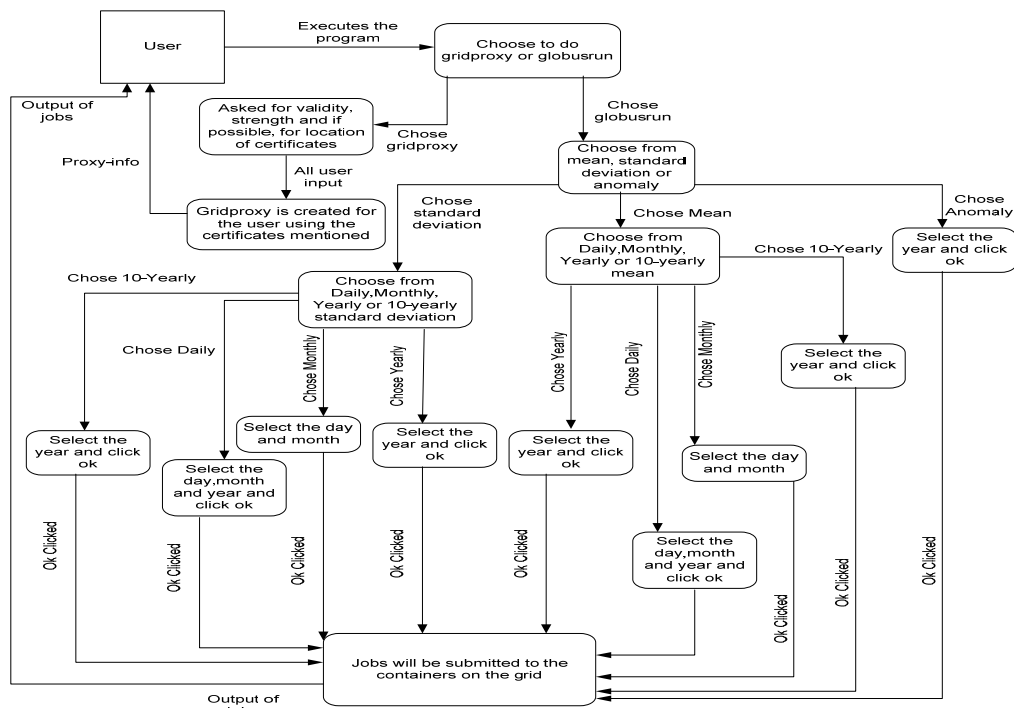 Executes the
program
User
Choose to do
gridproxy or globusrun
Output of
jobs
Asked for validity,
strength and if
possible, for location
of certificates
Chose
gridproxy
Chose
globusrun
Proxy-info
All user
input
Choose from
mean, standard
deviation or
anomaly
Gridproxy is created for
the user using the
certificates mentioned
Chose
standard
deviation
Chose Mean
Chose
Anomaly
Choose from
Daily,Monthly,
Yearly or 10-yearly
mean
Chose 10-Yearly
Select the
year and click
ok
Chose 10-Yearly
Choose from
Daily,Monthly,
Yearly or 10-yearly
standard deviation
Chose Daily
Chose Monthly
Chose Yearly
Chose Yearly
Chose Daily
Chose Monthly
Select the
year and click
ok
Select the
year and click
ok
Select the
day,month
and year and
click ok
Select the day
and month
Select the
year and click
ok
Select the
year and click
ok
Select the day
and month
Select the
day,month
and year and
click ok
Ok Clicked
Ok Clicked
Ok Clicked
Ok Clicked
Ok Clicked
Ok Clicked
Ok Clicked
Ok Clicked
Jobs will be submitted to the
containers on the grid
Output of